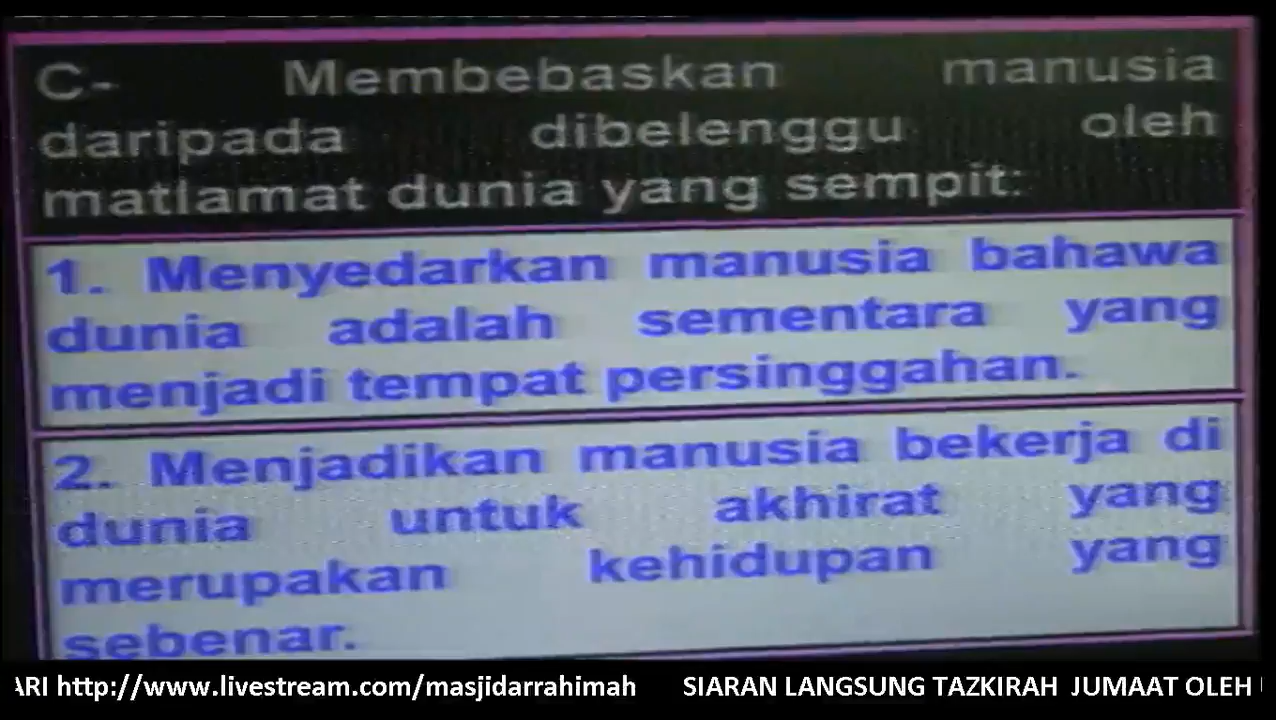 C- Membebaskan manusia
daripada dibelenggu oleh
matlamat dunia yang sempit:
1. Menyedarkan manusia bahawa
dunia adalah sementara yang
menjadi tempat persinggahan.
2. Menjadikan manusia bekerja di
dunia untuk akhirat yang
merupakan kehidupan yang
sebenar.
ARI http://www.livestream.com/masjidarrahimah SIARAN LANGSUNG TAZKIRAH JUMAAT OLEH